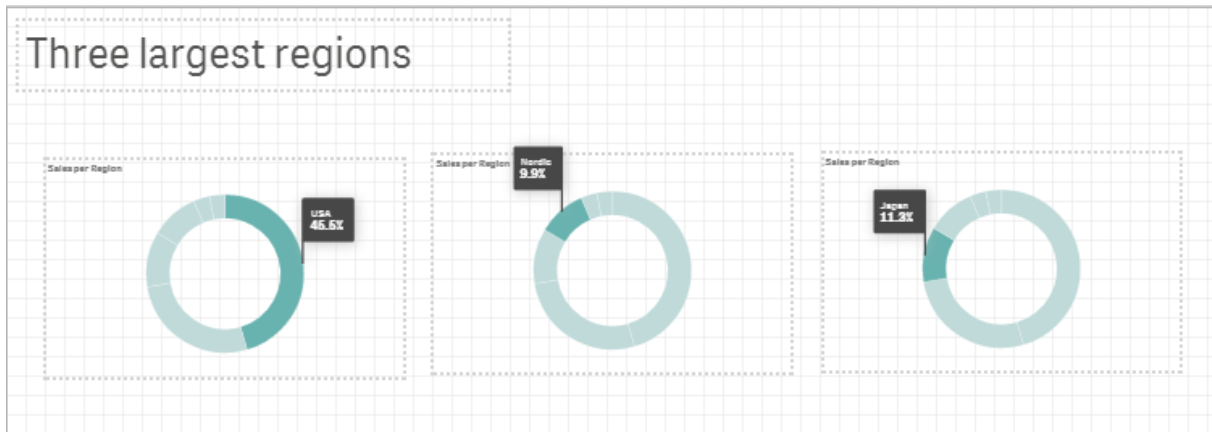 Three largest regions
Sales per Region
USA
45.5%
Sales per Region
Nordic
9.9%
Sales per Region
Japan
11.3%